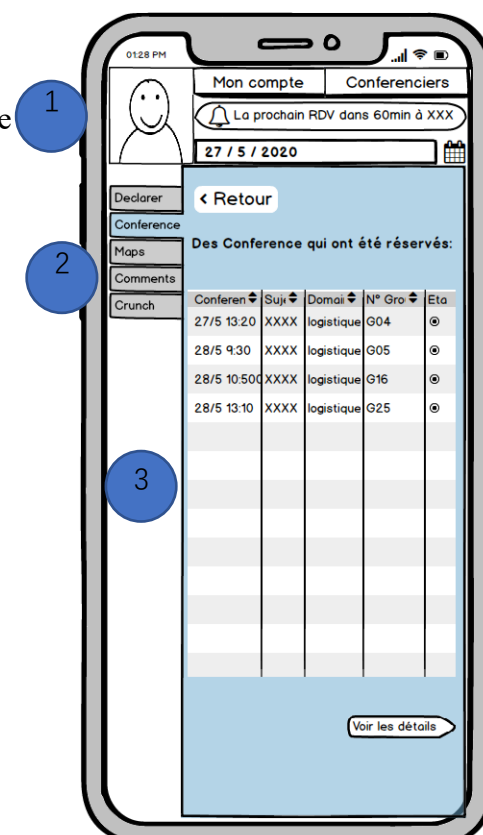 01:28 PM
Mon compte Conferenciers
1
e
La prochain RDV dans 60min à XXX
27 / 5 / 2020
Declarer
Conference
Maps
Comments
Crunch
2
3
< Retour
Des Conference qui ont été réservés:
Conferen Suj Domai N° Gro Eta
27/5 13:20 XXXX logistique G04
28/5 9:30 XXXX logistique G05
28/5 10:500 XXXX logistique G16
28/5 13:10 XXXX logistique G25
Voir les détails